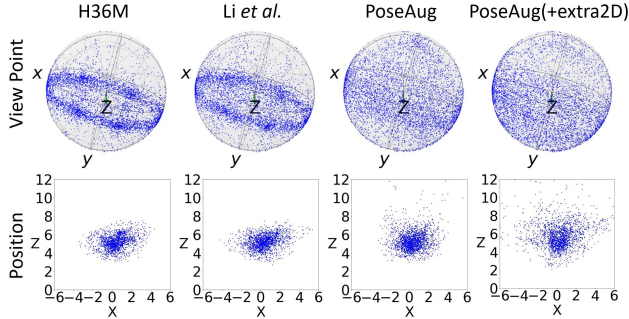 H36M Li et al. PoseAug PoseAug(+extra2D)
View Point
x x x x
Z Z Z Z
y y y y
Position
12 12 12 12
10 10 10 10
8 8 8 8
Z 6 Z 6 Z 6 Z 6
4 4 4 4
2 2 2 2
0 0 0 0
−6−4−2 0 2 4 6 −6−4−2 0 2 4 6 −6−4−2 0 2 4 6 −6−4−2 0 2 4 6
X X X X